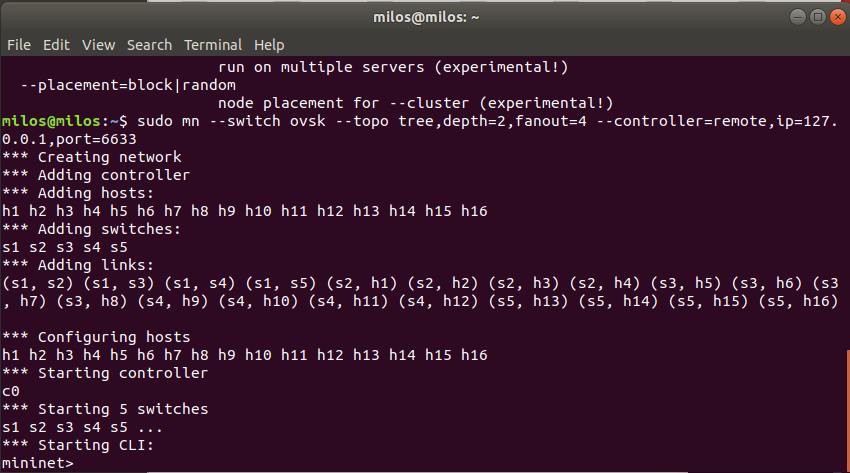 milos@milos: ~
File Edit View Search Terminal Help
run on multiple servers (experimental!)
--placement=block|random
node placement for --cluster (experimental!)
milos@milos:~$ sudo mn --switch ovsk --topo tree,depth=2,fanout=4 --controller=remote,ip=127.
0.0.1,port=6633
*** Creating network
*** Adding controller
*** Adding hosts:
h1 h2 h3 h4 h5 h6 h7 h8 h9 h10 h11 h12 h13 h14 h15 h16
*** Adding switches:
s1 s2 s3 s4 s5
*** Adding links:
(s1, s2) (s1, s3) (s1, s4) (s1, s5) (s2, h1) (s2, h2) (s2, h3) (s2, h4) (s3, h5) (s3, h6) (s3
, h7) (s3, h8) (s4, h9) (s4, h10) (s4, h11) (s4, h12) (s5, h13) (s5, h14) (s5, h15) (s5, h16)
*** Configuring hosts
h1 h2 h3 h4 h5 h6 h7 h8 h9 h10 h11 h12 h13 h14 h15 h16
*** Starting controller
c0
*** Starting 5 switches
s1 s2 s3 s4 s5 ...
*** Starting CLI:
mininet>